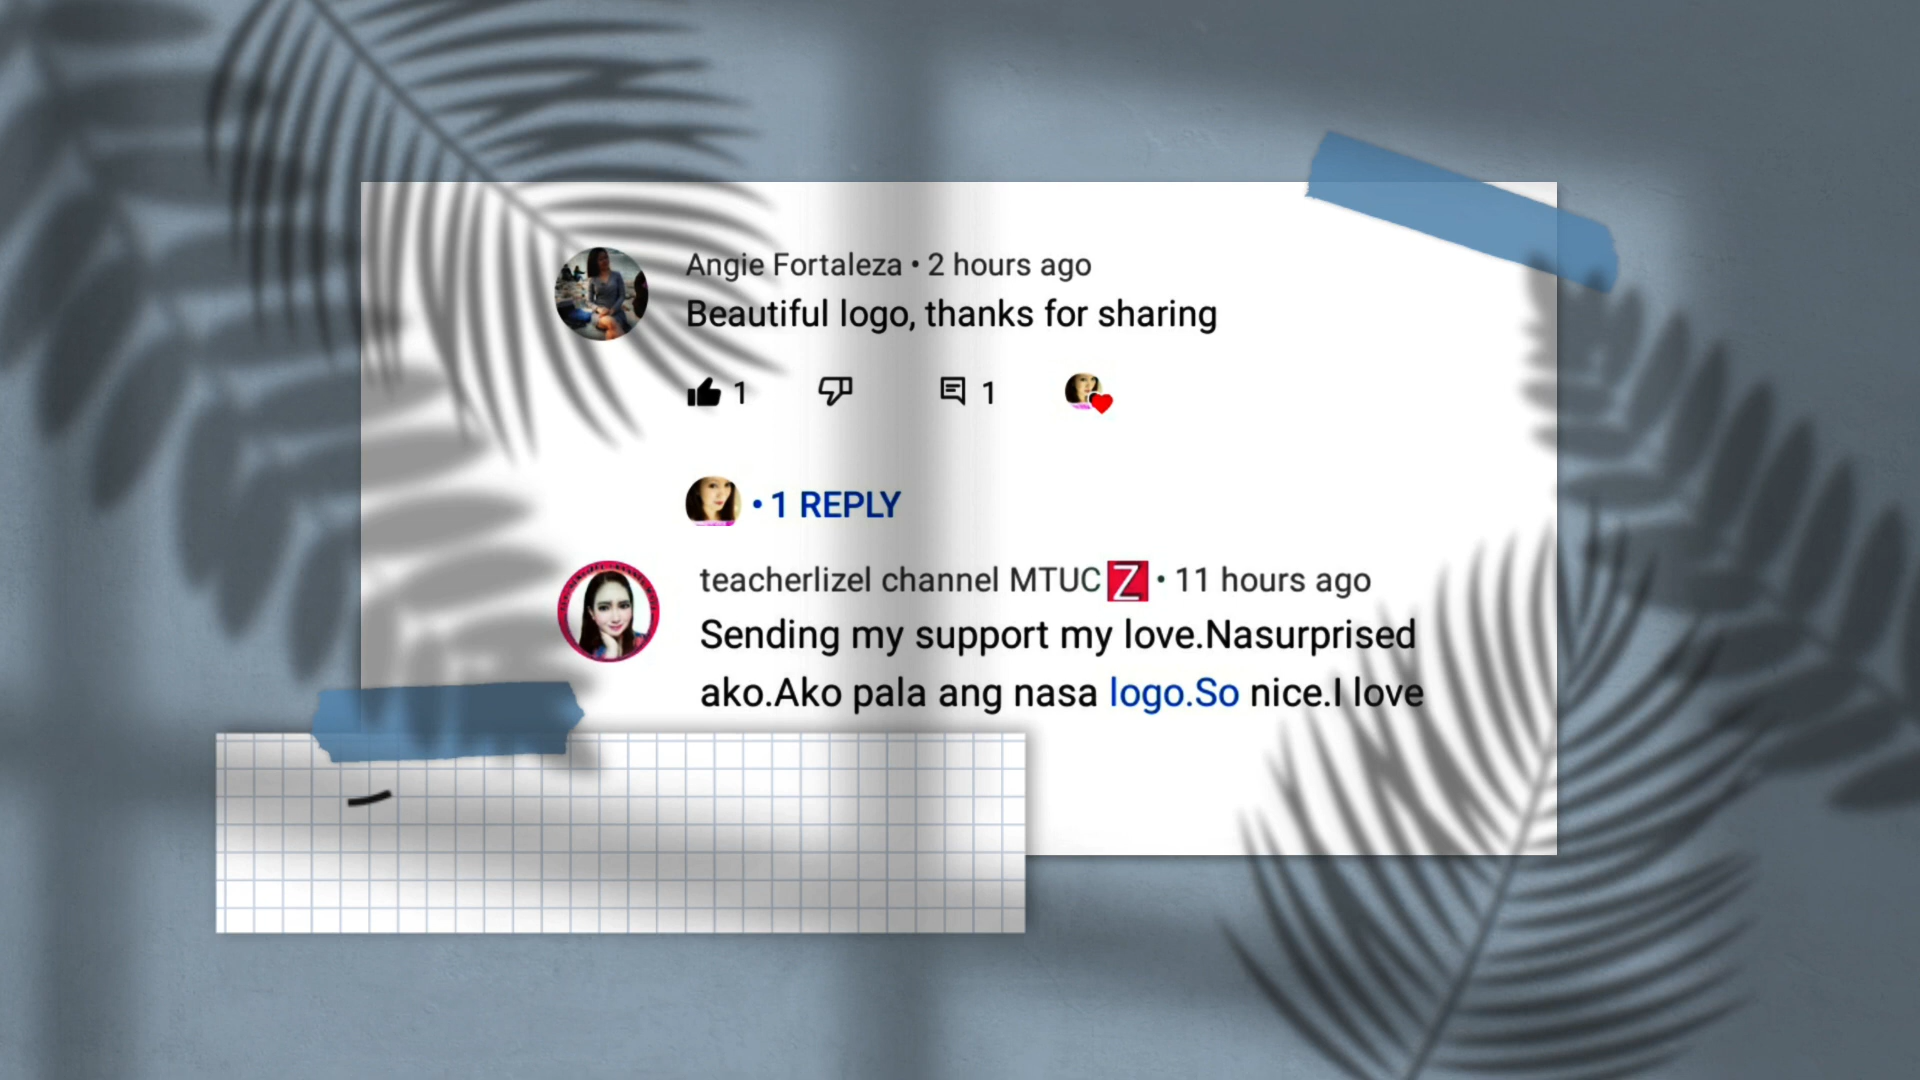 Angie Fortaleza • 2 hours ago
Beautiful logo, thanks for sharing
1 1
• 1 REPLY
teacherlizel channel MTUC Z • 11 hours ago
Sending my support my love.Nasurprised
ako.Ako pala ang nasa logo.So nice.I love